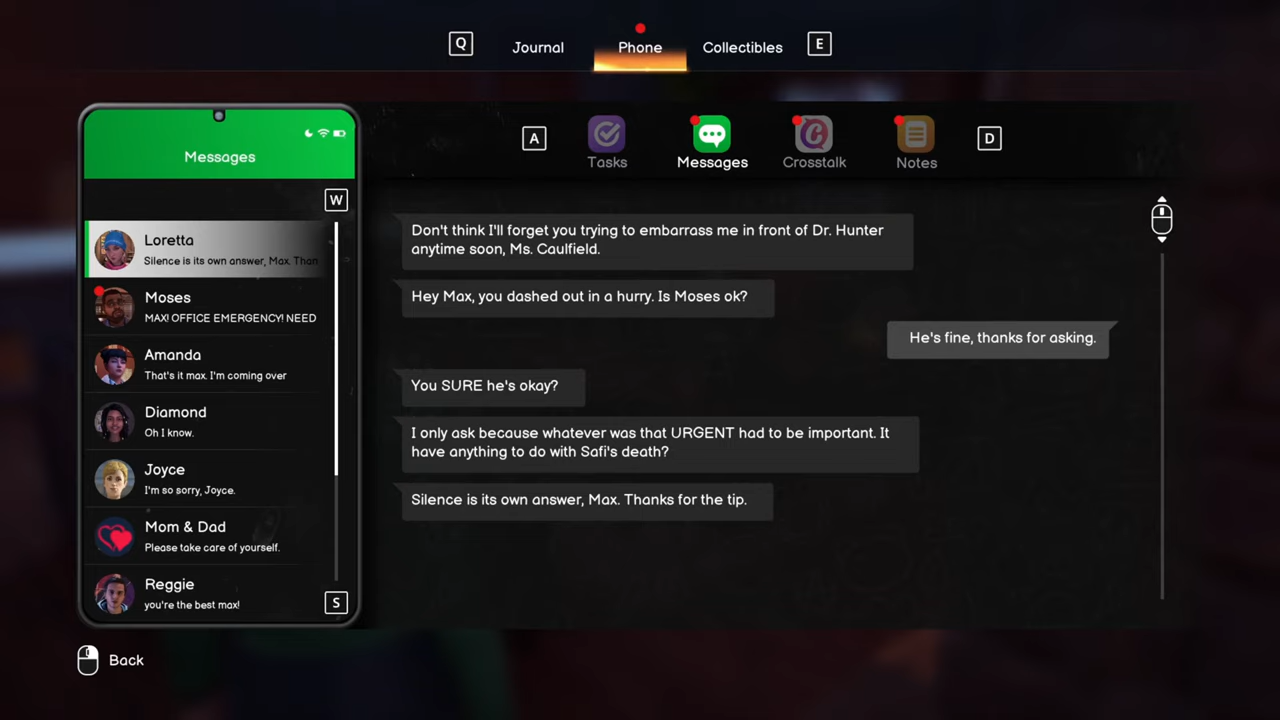 Q
Journal
Phone
Collectibles
E
Messages
W
Loretta
Silence is its own answer, Max. Than
Moses
MAX! OFFICE EMERGENCY! NEED
Amanda
That's it max. I'm coming over
Diamond
Oh I know.
Joyce
I'm so sorry, Joyce.
Mom & Dad
Please take care of yourself.
Reggie
you're the best max!
S
A
Tasks
Messages
Crosstalk
Notes
D
Don't think I'll forget you trying to embarrass me in front of Dr. Hunter
anytime soon, Ms. Caulfield.
Hey Max, you dashed out in a hurry. Is Moses ok?
He's fine, thanks for asking.
You SURE he's okay?
I only ask because whatever was that URGENT had to be important. It
have anything to do with Safi's death?
Silence is its own answer, Max. Thanks for the tip.
Back